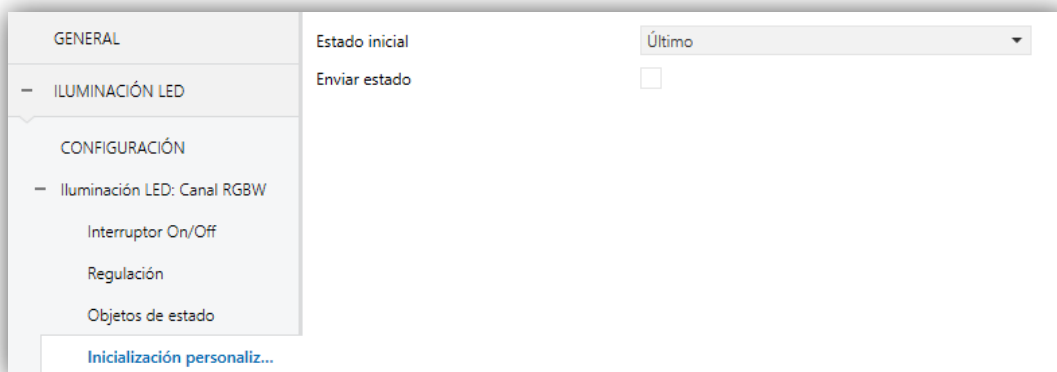 GENERAL
Estado inicial
Último
ILUMINACIÓN LED
Enviar estado
CONFIGURACIÓN
Iluminación LED: Canal RGBW
Interruptor On/Off
Regulación
Objetos de estado
Inicialización personaliz...